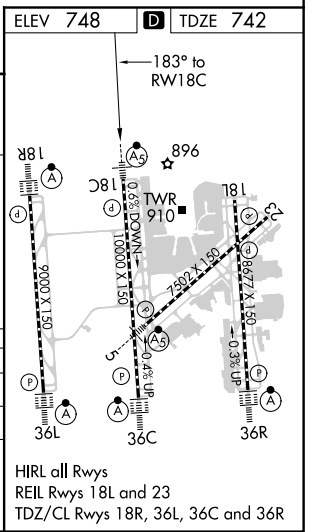 ELEV 748
D
TDZE 742
183° to
RW18C
18R
A
A5
896
18C
TWR
910
18L
23
P
P
P
P
9000 X 150
0.6% DOWN→
10000 X 150
7502 X 150
8677 X 150
P
A5
5
←0.4% UP
←0.3% UP
P
P
P
A
A
A
36L
36C
36R
HIRL all Rwys
REIL Rwys 18L and 23
TDZ/CL Rwys 18R, 36L, 36C and 36R